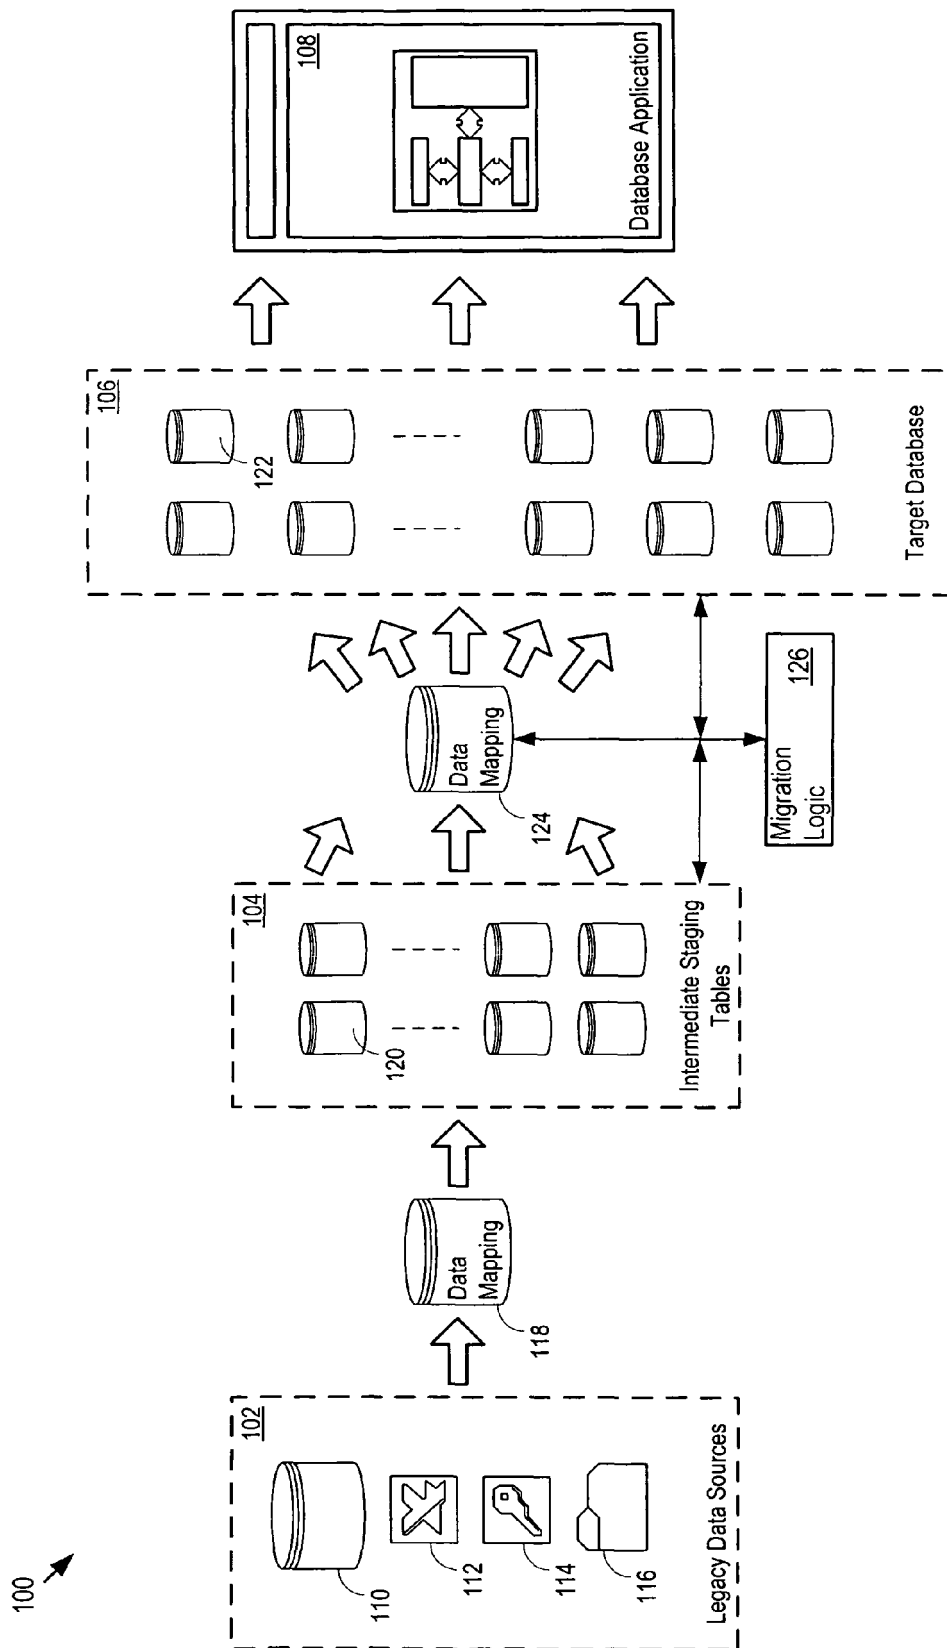 100
102
110
112
114
116
Legacy Data Sources
Data
Mapping
118
104
120
Intermediate Staging
Tables
Data
Mapping
124
Migration
Logic
126
106
122
Target Database
108
Database Application